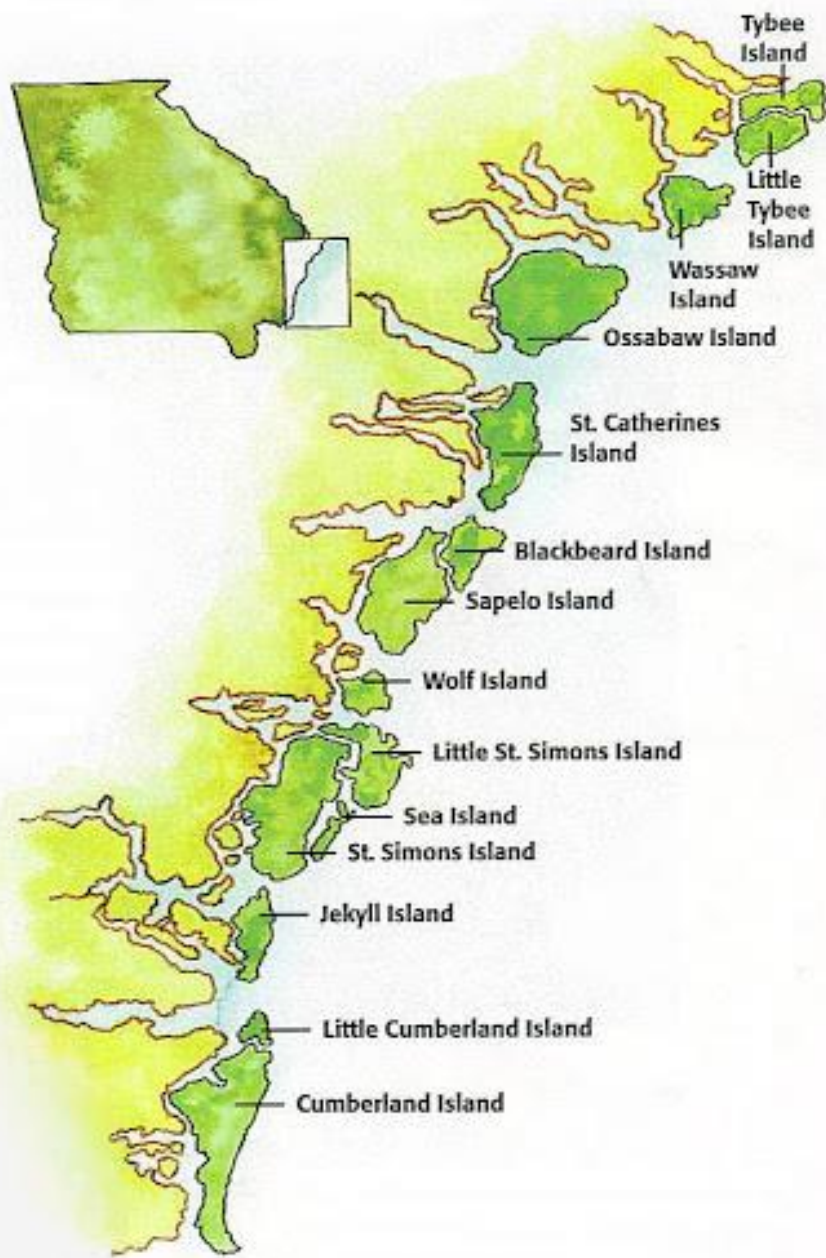 Tybee
Island
Little
Tybee
Island
Wassaw
Island
Ossabaw Island
St. Catherines
Island
Blackbeard Island
Sapelo Island
Wolf Island
Little St. Simons Island
Sea Island
St. Simons Island
Jekyll Island
Little Cumberland Island
Cumberland Island